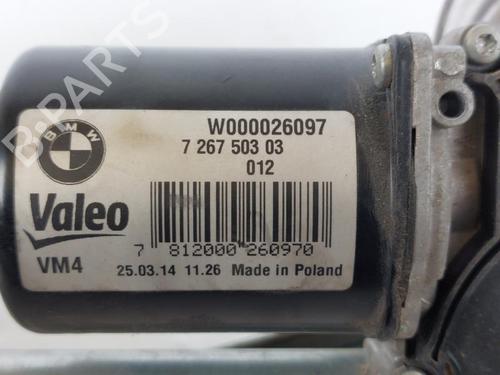 B-PARTS
BMW
W000026097
7 267 503 03
012
Valeo
7 812000 260970
VM4
25.03.14 11.26 Made in Poland